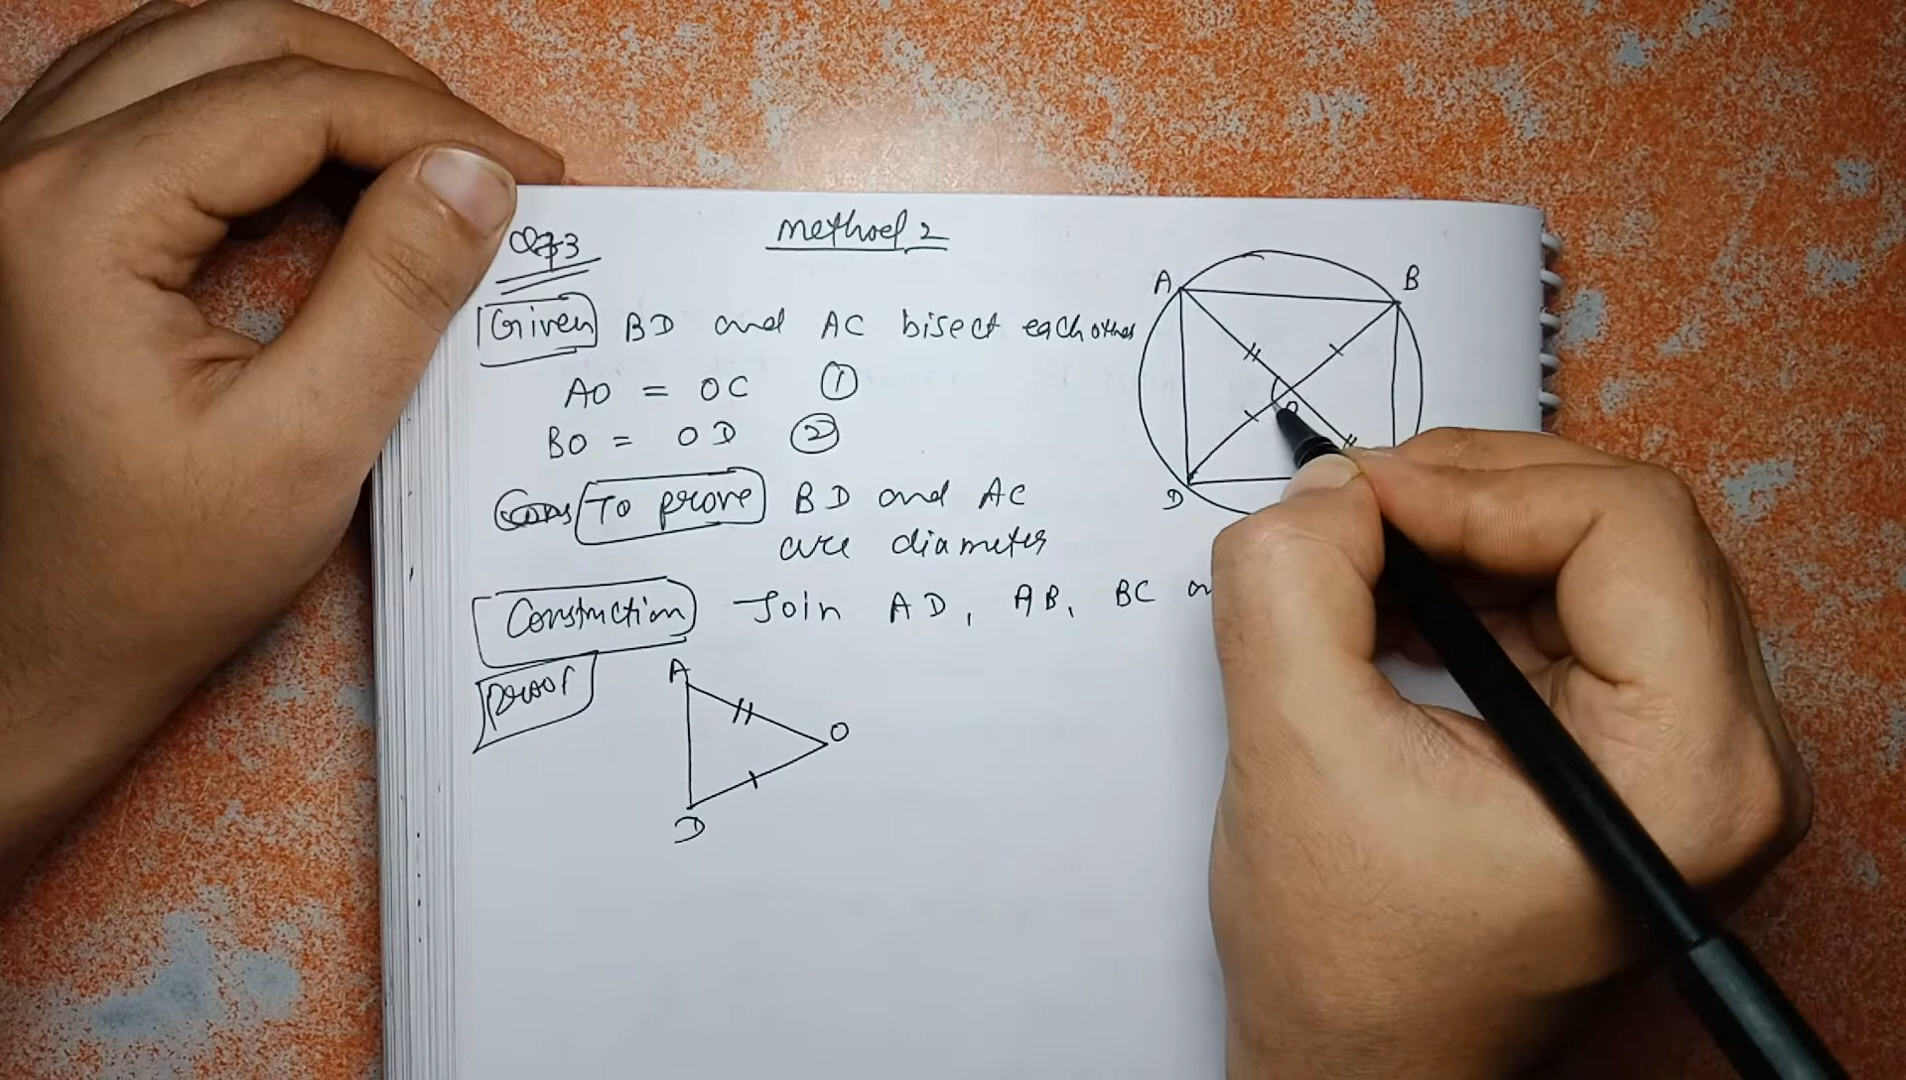 Q73
Method 2
Given BD and AC bisect each other
AO = OC ①
BO = OD ②
Cons To prove BD and AC
are diameter
Construction Join AD, AB, BC
Proof
A
O
D
A
B
O
D